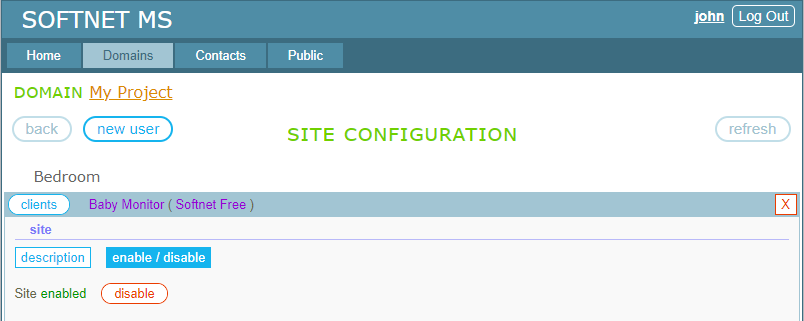 SOFTNET MS
john Log Out
Home Domains Contacts Public
DOMAIN My Project
back new user SITE CONFIGURATION refresh
Bedroom
clients Baby Monitor ( Softnet Free ) X
site
description enable / disable
Site enabled disable